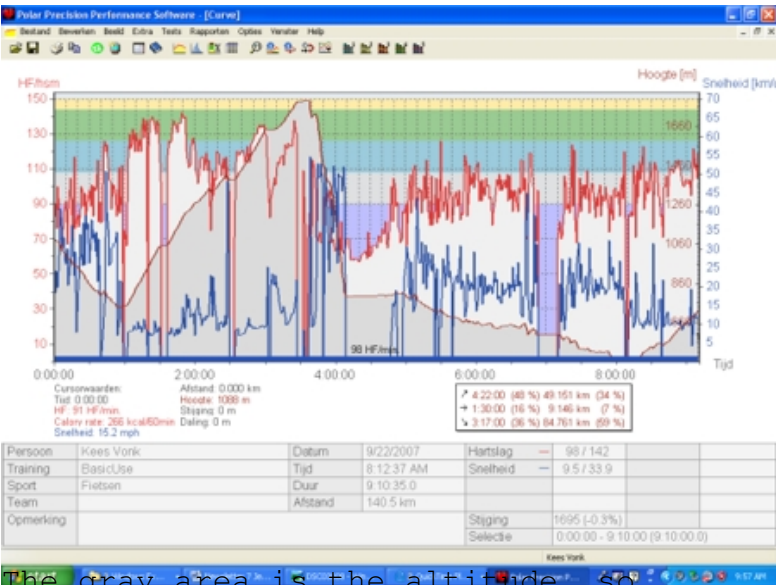 Polar Precision Performance Software - [Curve]
Bestand Bewerken Beeld Extra Tests Rapporten Opties Venster Help
HF/hsm
Hoogte [m]
Snelheid [km/u
150 130 110 90 70 50 30 10
1660 1260 1060 860
70 65 60 55 50 45 40 35 30 25 20 15 10 5
98 HF/min.
Tijd
0:00:00 2:00:00 4:00:00 6:00:00 8:00:00
Cursorwaarden:
Tijd: 0:00:00
HF: 91 HF/min.
Calory rate: 266 kcal/60min
Snelheid: 15.2 mph
Afstand: 0.000 km
Hoogte: 1088 m
Stijging: 0 m
Daling: 0 m
↗ 4:22:00 (48 %) 49.151 km (34 %)
→ 1:30:00 (16 %) 9.146 km (7 %)
↘ 3:17:00 (36 %) 84.761 km (59 %)
Persoon Kees Vonk Datum 9/22/2007 Hartslag 98 / 142
Training BasicUse Tijd 8:12:37 AM Snelheid 9.5 / 33.9
Sport Fietsen Duur 9:10:35.0
Team Afstand 140.5 km
Opmerking Stijging 1695 (-0.3%)
Selectie 0:00:00 - 9:10:00 (9:10:00.0)
Kees Vonk
start
9:57 AM
The gray area is the altitude, so